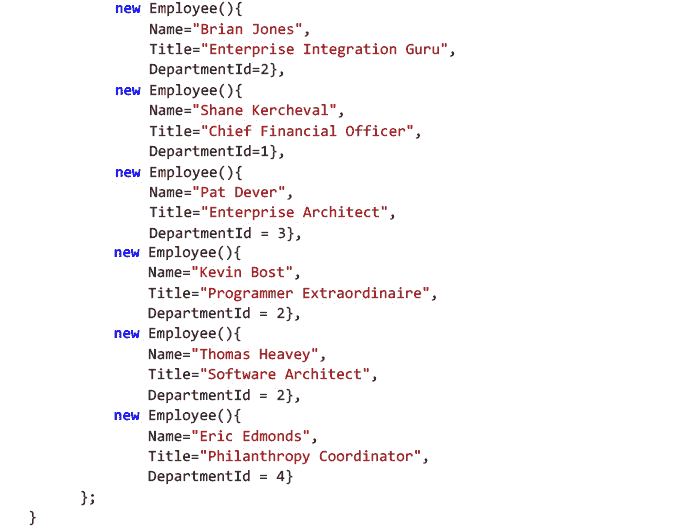 new Employee(){
Name="Brian Jones",
Title="Enterprise Integration Guru",
DepartmentId=2},
new Employee(){
Name="Shane Kercheval",
Title="Chief Financial Officer",
DepartmentId=1},
new Employee(){
Name="Pat Dever",
Title="Enterprise Architect",
DepartmentId = 3},
new Employee(){
Name="Kevin Bost",
Title="Programmer Extraordinaire",
DepartmentId = 2},
new Employee(){
Name="Thomas Heavey",
Title="Software Architect",
DepartmentId = 2},
new Employee(){
Name="Eric Edmonds",
Title="Philanthropy Coordinator",
DepartmentId = 4}
};
}